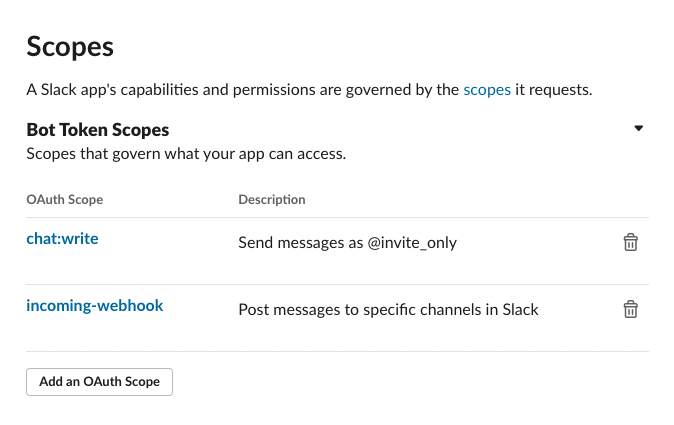 Scopes
A Slack app's capabilities and permissions are governed by the scopes it requests.
Bot Token Scopes
Scopes that govern what your app can access.
OAuth Scope Description
chat:write Send messages as @invite_only
incoming-webhook Post messages to specific channels in Slack
Add an OAuth Scope